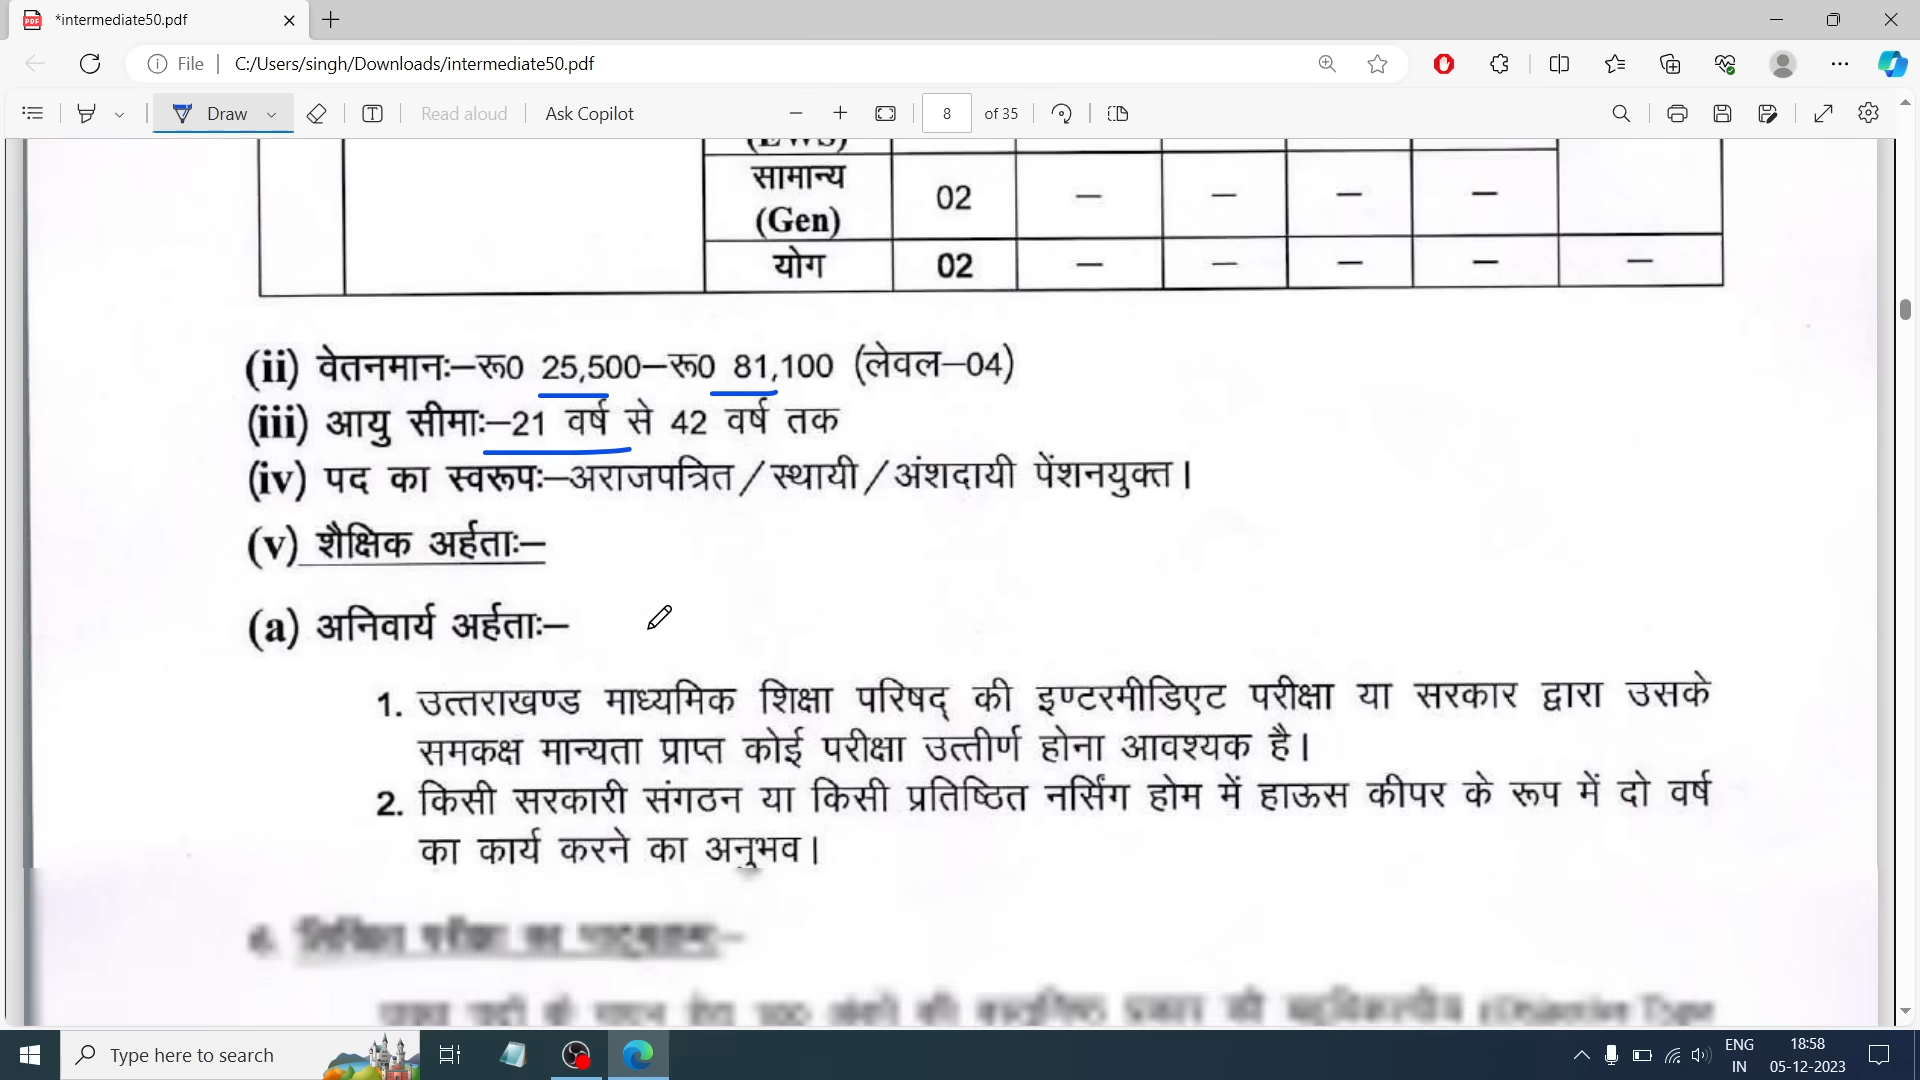 *intermediate50.pdf
File
C:/Users/singh/Downloads/intermediate50.pdf
Draw
Read aloud
Ask Copilot
8
of 35
(EWS)
सामान्य
(Gen)
02 — — — —
योग 02 — — — — —
(ii) वेतनमानः–रू0 25,500–रू0 81,100 (लेवल–04)
(iii) आयु सीमाः–21 वर्ष से 42 वर्ष तक
(iv) पद का स्वरूपः–अराजपत्रित/स्थायी/अंशदायी पेंशनयुक्त।
(v) शैक्षिक अर्हताः–
(a) अनिवार्य अर्हताः–
1. उत्तराखण्ड माध्यमिक शिक्षा परिषद् की इण्टरमीडिएट परीक्षा या सरकार द्वारा उसके
समकक्ष मान्यता प्राप्त कोई परीक्षा उत्तीर्ण होना आवश्यक है।
2. किसी सरकारी संगठन या किसी प्रतिष्ठित नर्सिंग होम में हाऊस कीपर के रूप में दो वर्ष
का कार्य करने का अनुभव।
Type here to search
ENG
IN
18:58
05-12-2023